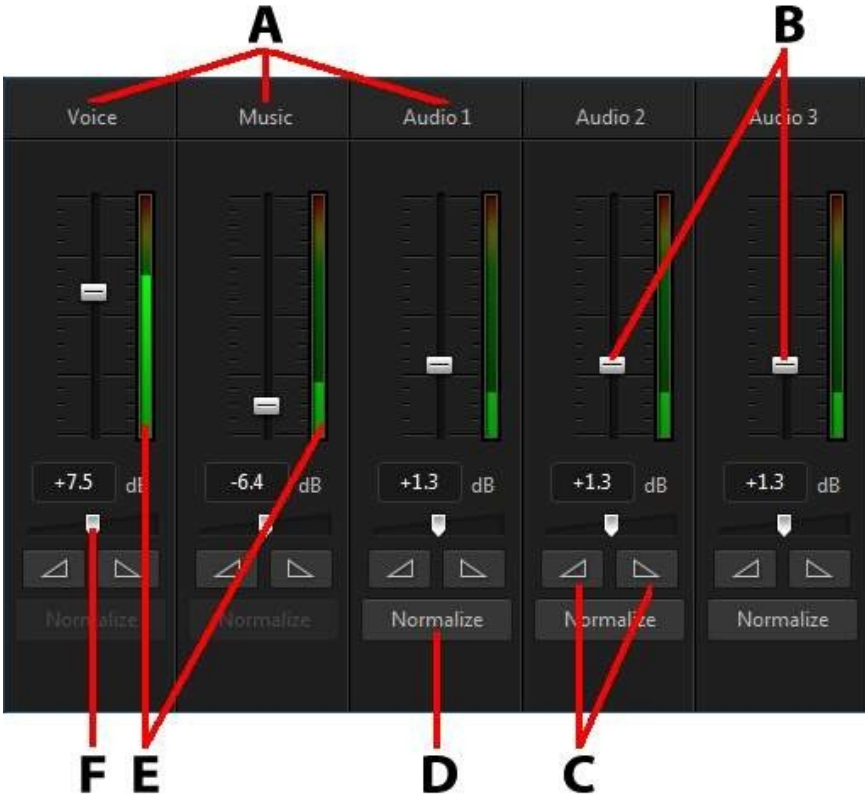 A B
Voice Music Audio 1 Audio 2 Audio 3
+7.5 dB -6.4 dB +1.3 dB +1.3 dB +1.3 dB
Normalize Normalize Normalize Normalize Normalize
F E D C